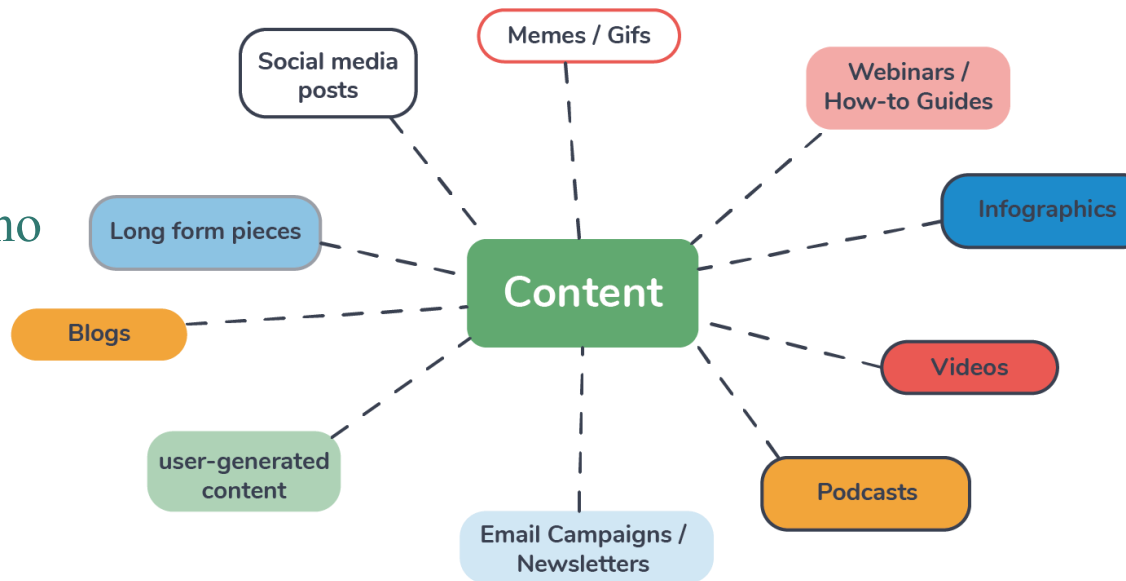 Memes / Gifs
Social media
posts
Webinars /
How-to Guides
Infographics
Long form pieces
Content
Blogs
Videos
user-generated
content
Podcasts
Email Campaigns /
Newsletters